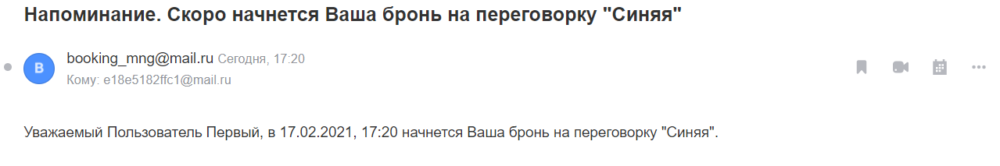 Напоминание. Скоро начнется Ваша бронь на переговорку "Синяя"
B
booking_mng@mail.ru Сегодня, 17:20
Кому: e18e5182ffc1@mail.ru
Уважаемый Пользователь Первый, в 17.02.2021, 17:20 начнется Ваша бронь на переговорку "Синяя".